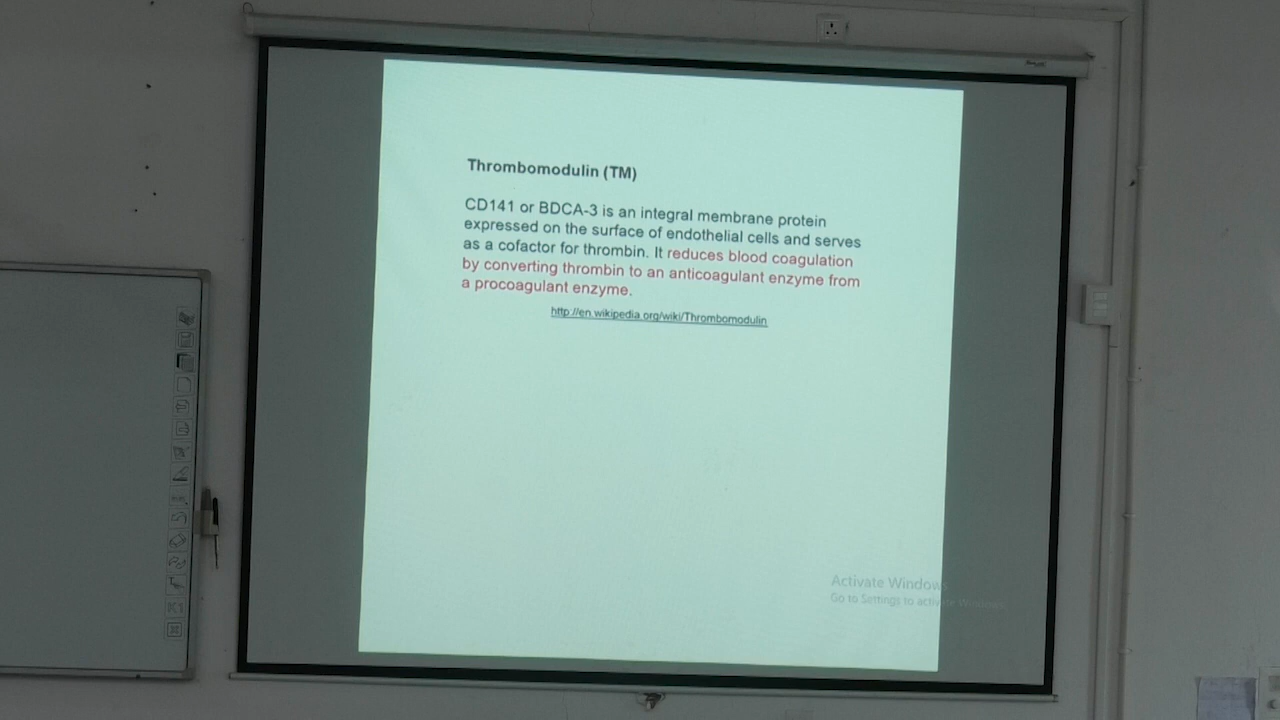 Thrombomodulin (TM)
CD141 or BDCA-3 is an integral membrane protein
expressed on the surface of endothelial cells and serves
as a cofactor for thrombin. It reduces blood coagulation
by converting thrombin to an anticoagulant enzyme from
a procoagulant enzyme.
http://en.wikipedia.org/wiki/Thrombomodulin
Activate Windows
Go to Settings to activate Windows.